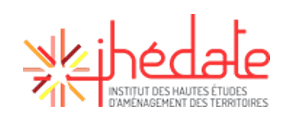 ihédate
INSTITUT DES HAUTES ÉTUDES
D'AMÉNAGEMENT DES TERRITOIRES